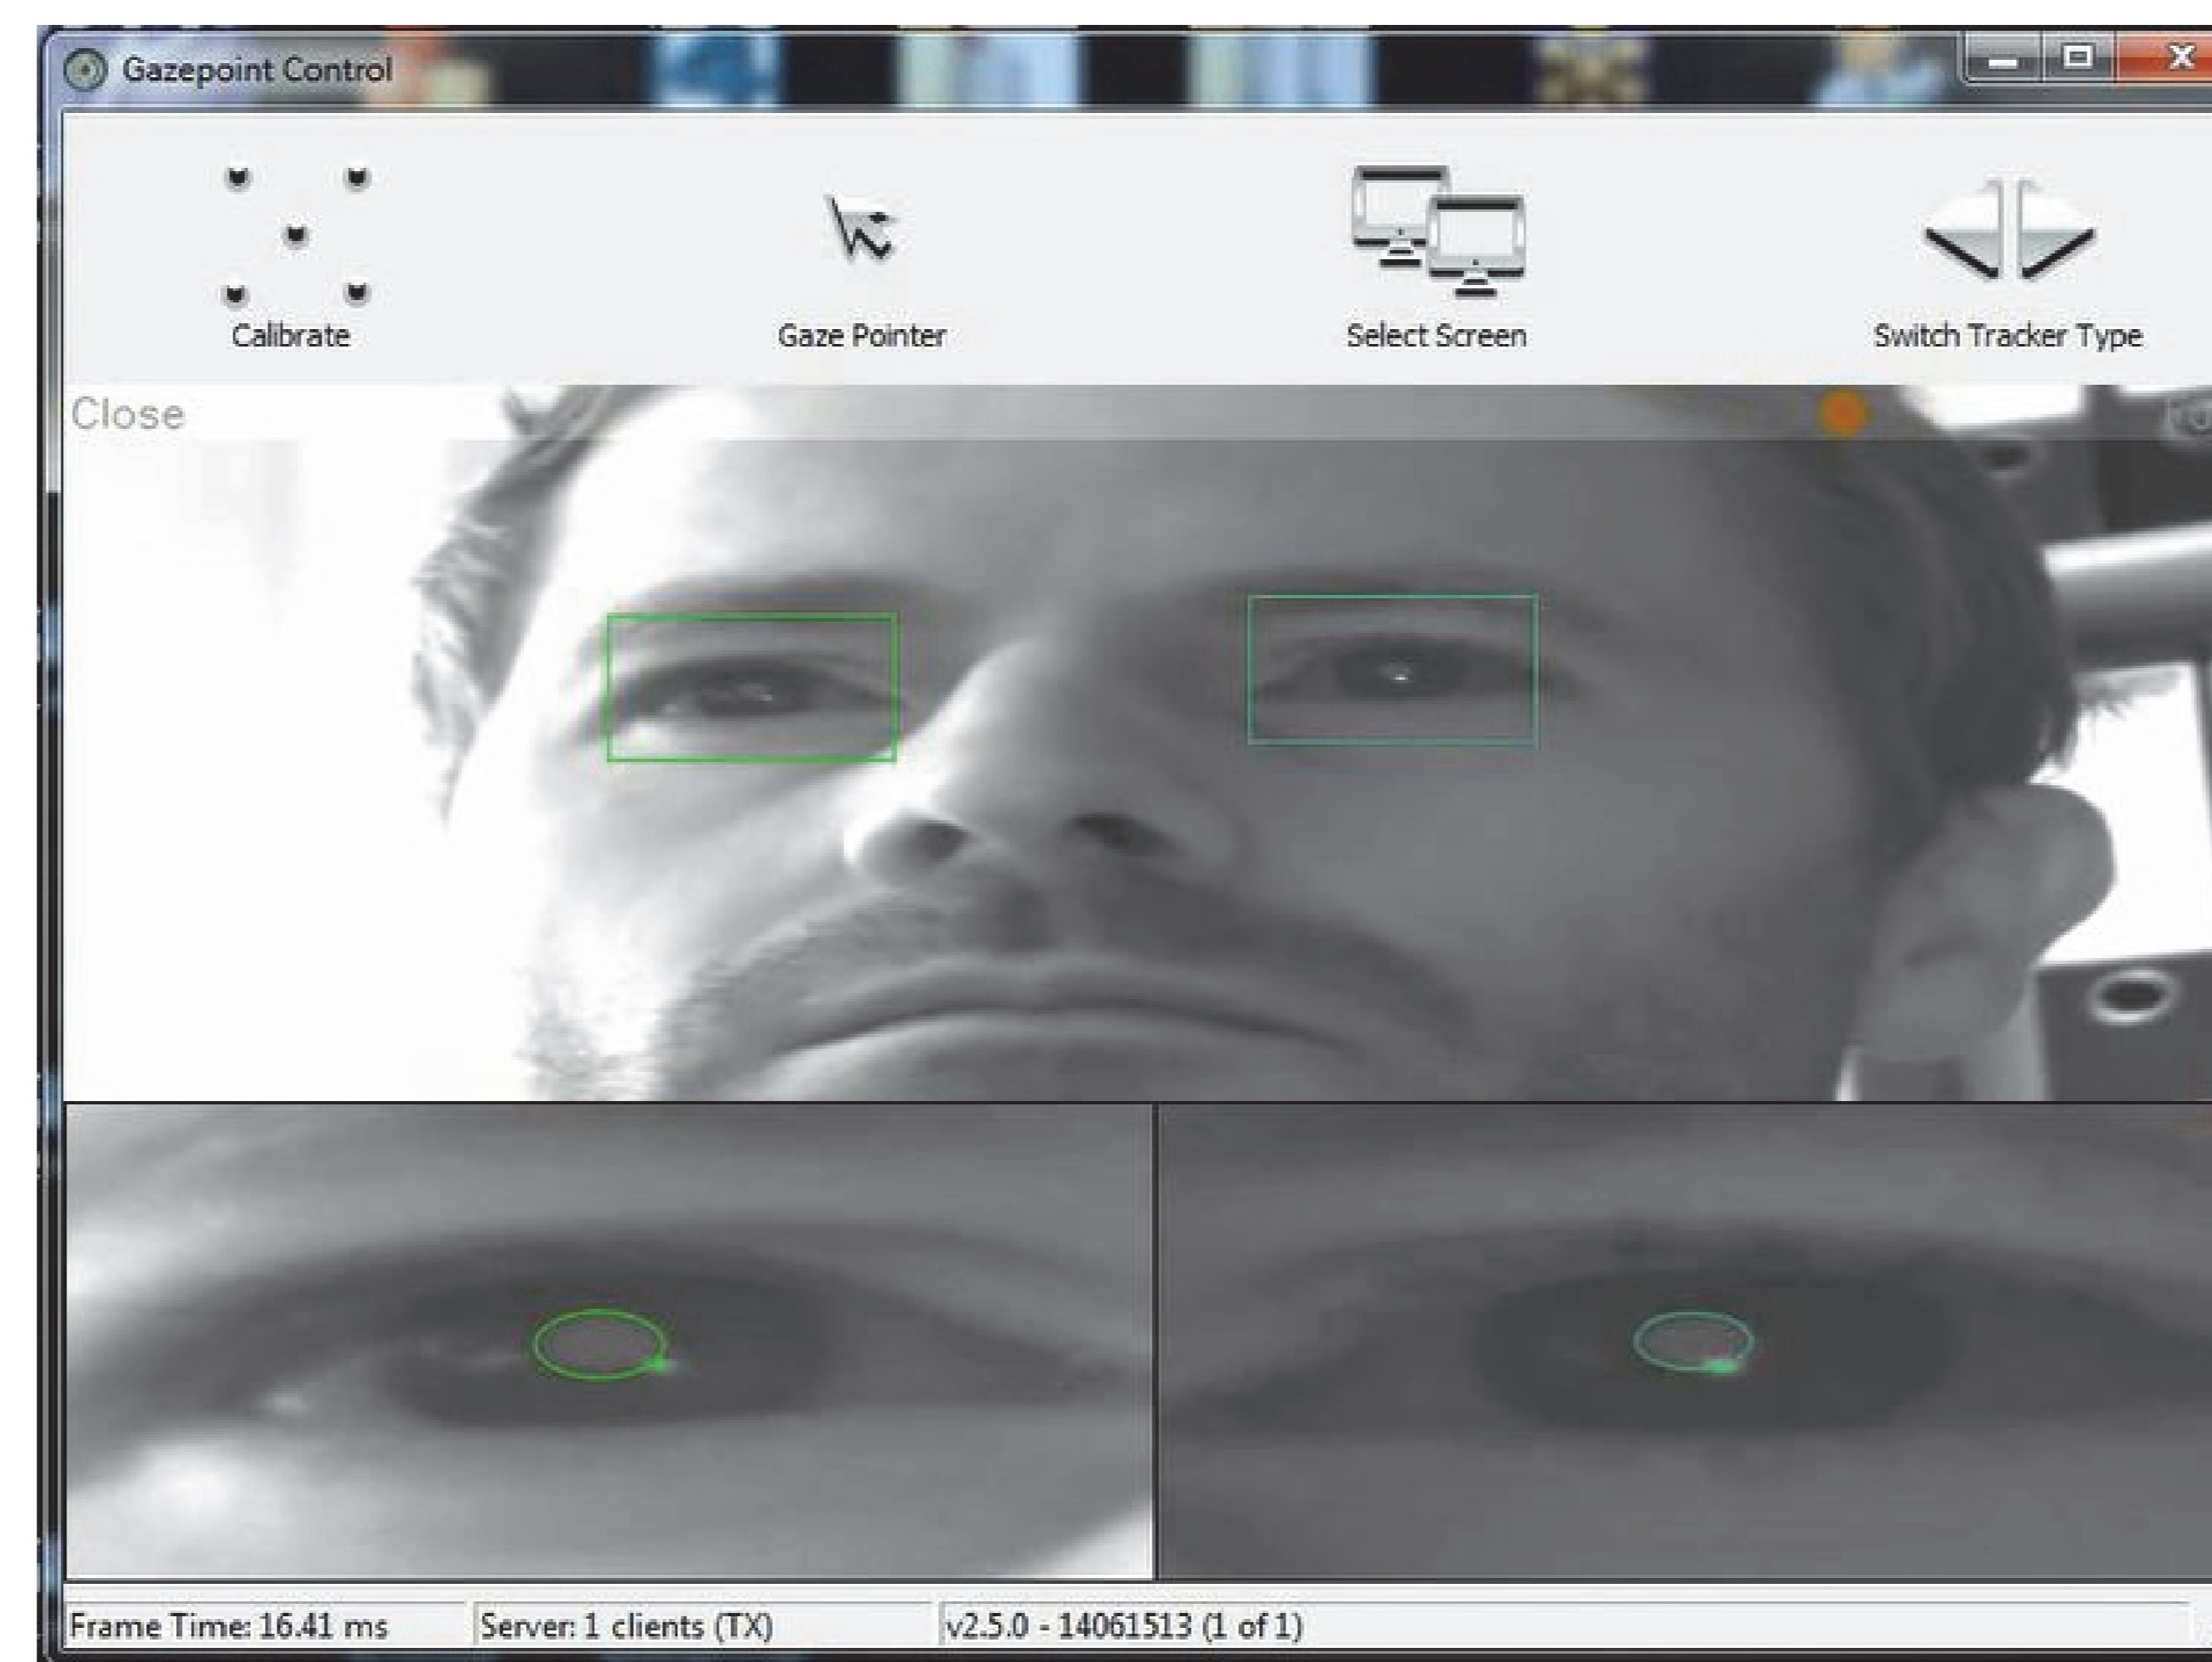 Gazepoint Control
Calibrate
Gaze Pointer
Select Screen
Switch Tracker Type
Close
Frame Time: 16.41 ms
Server: 1 clients (TX)
v2.5.0 - 14061513 (1 of 1)